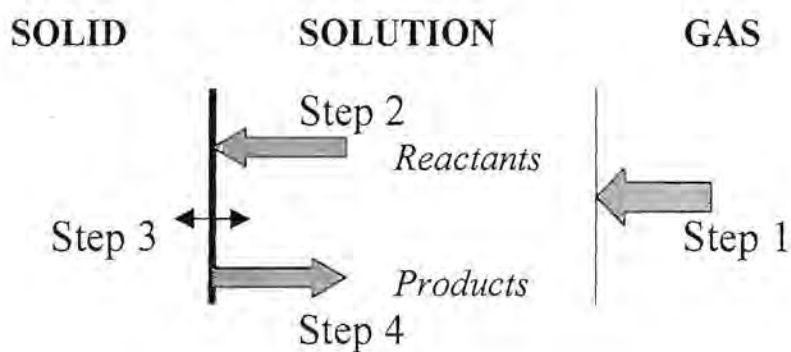 SOLID SOLUTION GAS
Step 2
Reactants
Step 3
Step 1
Products
Step 4